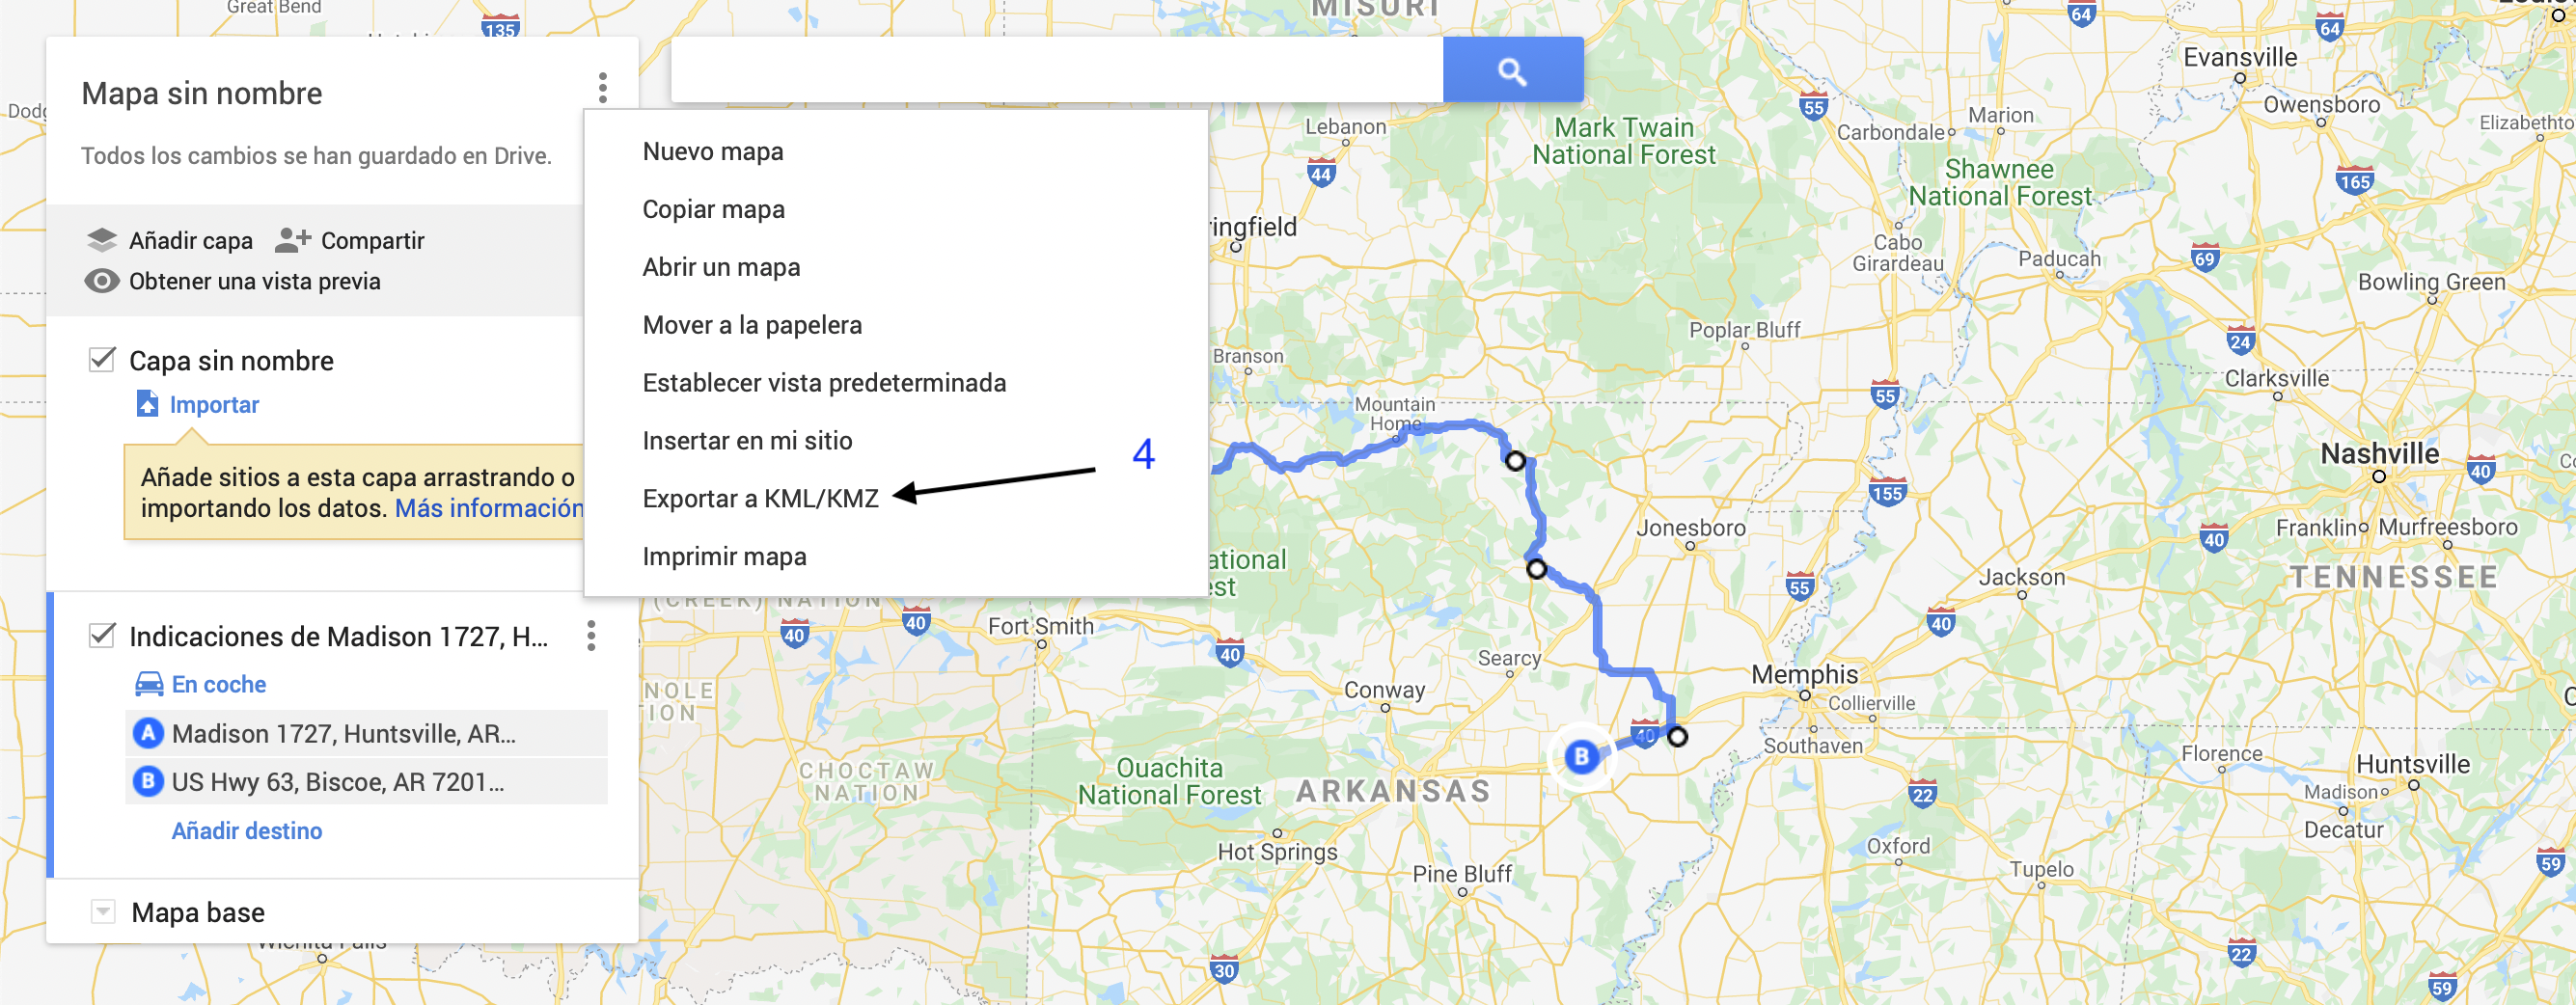 Great Bend
MISURI
135
64
64
Mapa sin nombre
Evansville
Owensboro
55
Marion
Lebanon
Mark Twain
National Forest
Carbondale
Todos los cambios se han guardado en Drive.
Nuevo mapa
44
Shawnee
National Forest
165
Copiar mapa
Añadir capa
Compartir
Cabo
Girardeau
Paducah
69
Abrir un mapa
Obtener una vista previa
Bowling Green
Mover a la papelera
Poplar Bluff
24
Capa sin nombre
Branson
Establecer vista predeterminada
Clarksville
Importar
Mountain
Home
55
Insertar en mi sitio
4
Nashville
40
Añade sitios a esta capa arrastrando o
importando los datos. Más información
Exportar a KML/KMZ
155
Jonesboro
Franklin
Murfreesboro
40
Imprimir mapa
TENNESSEE
Jackson
55
(CREEK) NATION
40
40
Fort Smith
40
40
Indicaciones de Madison 1727, H...
En coche
Searcy
Conway
Memphis
Collierville
Madison 1727, Huntsville, AR...
A
40
Southaven
B
US Hwy 63, Biscoe, AR 7201...
B
Florence
Huntsville
CHOCTAW
NATION
Ouachita
National Forest
ARKANSAS
22
Madison
Decatur
Añadir destino
Hot Springs
Oxford
59
Pine Bluff
Tupelo
Mapa base
Wichita Falls
30
22
59